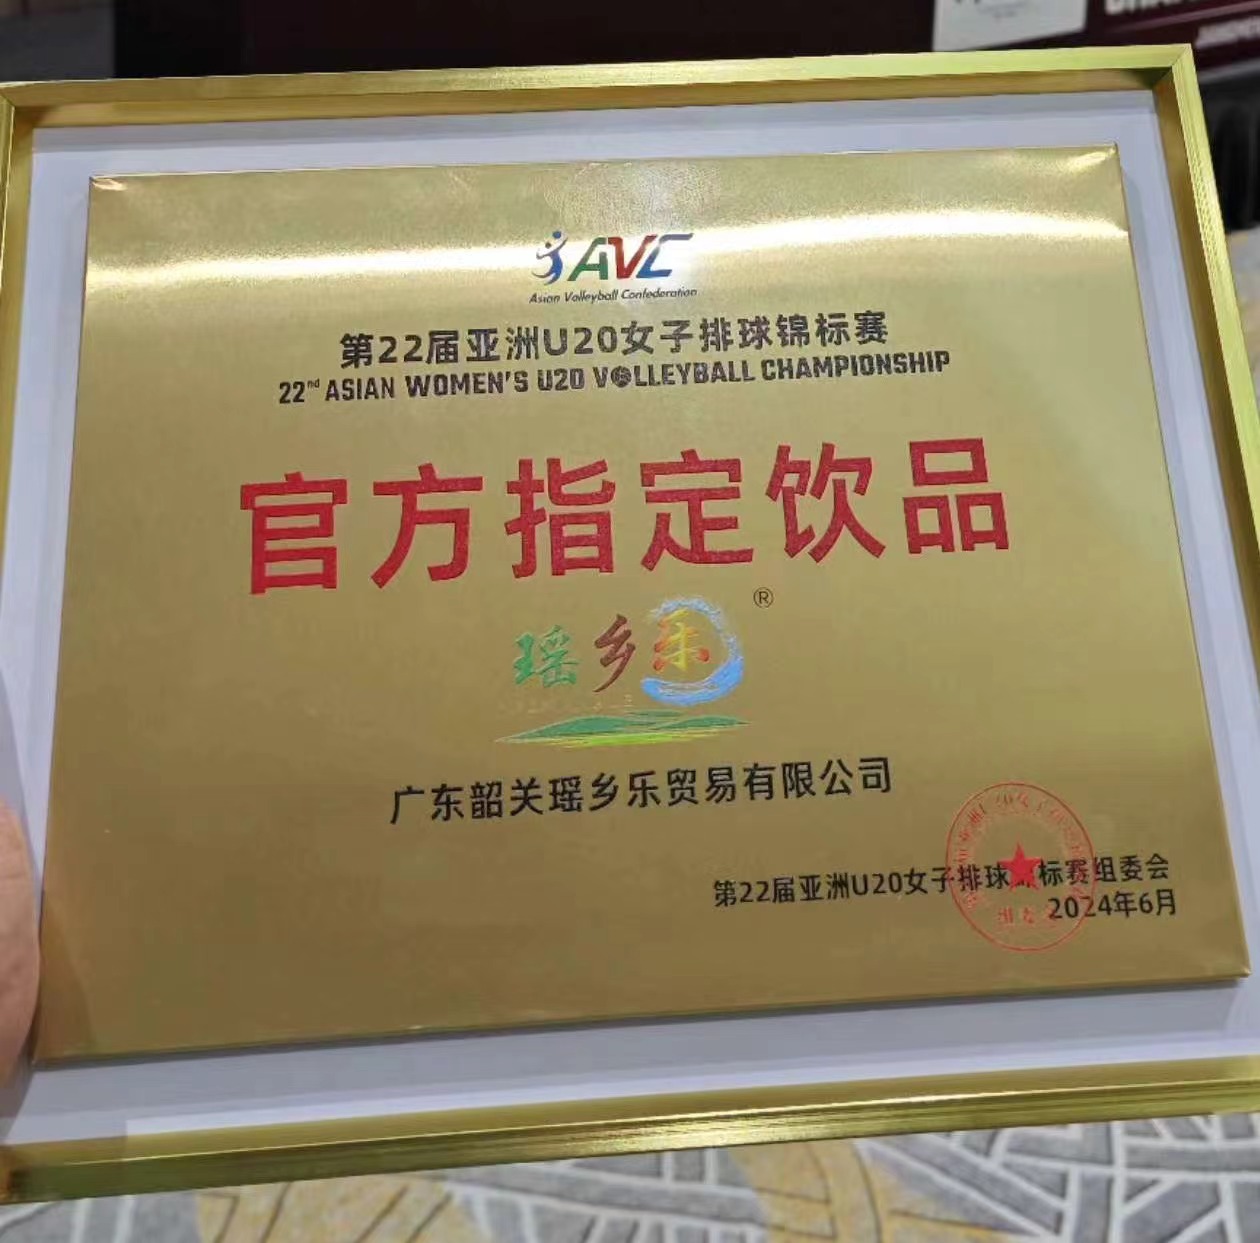 AVC
Asian Volleyball Confederation
第22届亚洲U20女子排球锦标赛
22nd ASIAN WOMEN'S U20 VOLLEYBALL CHAMPIONSHIP
官方指定饮品
瑶乡乐®
广东韶关瑶乡乐贸易有限公司
第22届亚洲U20女子排球锦标赛组委会
2024年6月